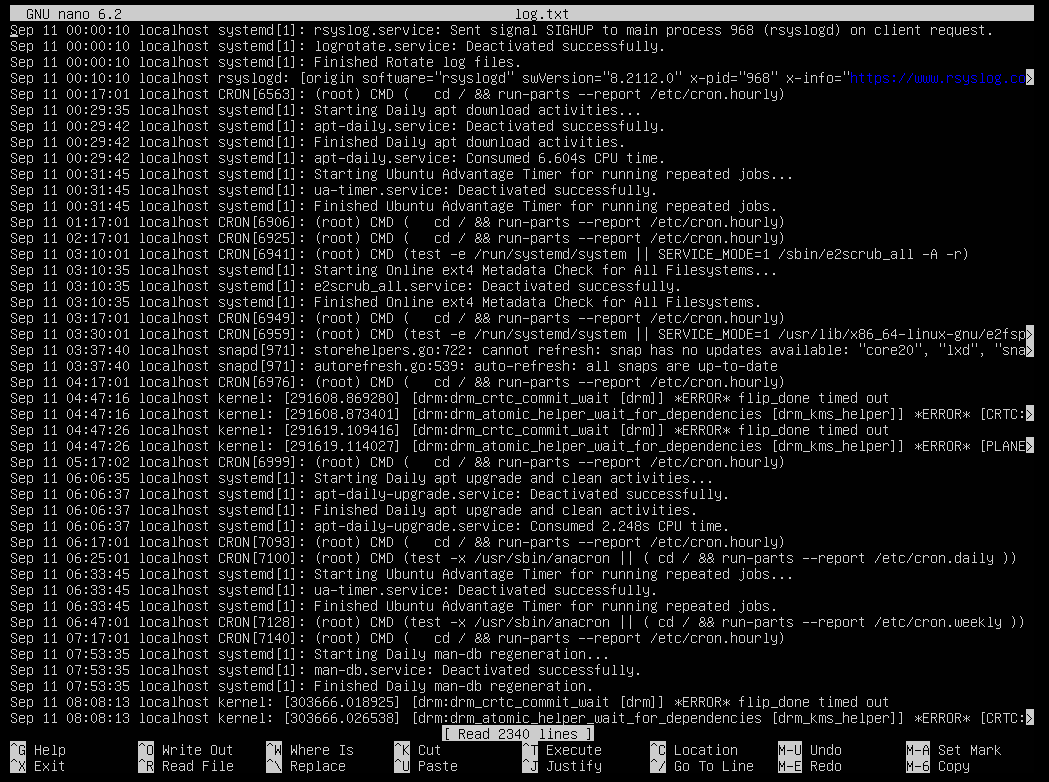 GNU nano 6.2 log.txt
Sep 11 00:00:10 localhost systemd[1]: rsyslog.service: Sent signal SIGHUP to main process 968 (rsyslogd) on client request.
Sep 11 00:00:10 localhost systemd[1]: logrotate.service: Deactivated successfully.
Sep 11 00:00:10 localhost systemd[1]: Finished Rotate log files.
Sep 11 00:10:10 localhost rsyslogd: [origin software="rsyslogd" swVersion="8.2112.0" x-pid="968" x-info="https://www.rsyslog.co>
Sep 11 00:17:01 localhost CRON[6563]: (root) CMD (   cd / && run-parts --report /etc/cron.hourly)
Sep 11 00:29:35 localhost systemd[1]: Starting Daily apt download activities...
Sep 11 00:29:42 localhost systemd[1]: apt-daily.service: Deactivated successfully.
Sep 11 00:29:42 localhost systemd[1]: Finished Daily apt download activities.
Sep 11 00:29:42 localhost systemd[1]: apt-daily.service: Consumed 6.604s CPU time.
Sep 11 00:31:45 localhost systemd[1]: Starting Ubuntu Advantage Timer for running repeated jobs...
Sep 11 00:31:45 localhost systemd[1]: ua-timer.service: Deactivated successfully.
Sep 11 00:31:45 localhost systemd[1]: Finished Ubuntu Advantage Timer for running repeated jobs.
Sep 11 01:17:01 localhost CRON[6906]: (root) CMD (   cd / && run-parts --report /etc/cron.hourly)
Sep 11 02:17:01 localhost CRON[6925]: (root) CMD (   cd / && run-parts --report /etc/cron.hourly)
Sep 11 03:10:01 localhost CRON[6941]: (root) CMD (test -e /run/systemd/system || SERVICE_MODE=1 /sbin/e2scrub_all -A -r)
Sep 11 03:10:35 localhost systemd[1]: Starting Online ext4 Metadata Check for All Filesystems...
Sep 11 03:10:35 localhost systemd[1]: e2scrub_all.service: Deactivated successfully.
Sep 11 03:10:35 localhost systemd[1]: Finished Online ext4 Metadata Check for All Filesystems.
Sep 11 03:17:01 localhost CRON[6949]: (root) CMD (   cd / && run-parts --report /etc/cron.hourly)
Sep 11 03:30:01 localhost CRON[6959]: (root) CMD (test -e /run/systemd/system || SERVICE_MODE=1 /usr/lib/x86_64-linux-gnu/e2fsp>
Sep 11 03:37:40 localhost snapd[971]: storehelpers.go:722: cannot refresh: snap has no updates available: "core20", "lxd", "sna>
Sep 11 03:37:40 localhost snapd[971]: autorefresh.go:539: auto-refresh: all snaps are up-to-date
Sep 11 04:17:01 localhost CRON[6976]: (root) CMD (   cd / && run-parts --report /etc/cron.hourly)
Sep 11 04:47:16 localhost kernel: [291608.869280] [drm:drm_crtc_commit_wait [drm]] *ERROR* flip_done timed out
Sep 11 04:47:16 localhost kernel: [291608.873401] [drm:drm_atomic_helper_wait_for_dependencies [drm_kms_helper]] *ERROR* [CRTC:>
Sep 11 04:47:26 localhost kernel: [291619.109416] [drm:drm_crtc_commit_wait [drm]] *ERROR* flip_done timed out
Sep 11 04:47:26 localhost kernel: [291619.114027] [drm:drm_atomic_helper_wait_for_dependencies [drm_kms_helper]] *ERROR* [PLANE>
Sep 11 05:17:02 localhost CRON[6999]: (root) CMD (   cd / && run-parts --report /etc/cron.hourly)
Sep 11 06:06:35 localhost systemd[1]: Starting Daily apt upgrade and clean activities...
Sep 11 06:06:37 localhost systemd[1]: apt-daily-upgrade.service: Deactivated successfully.
Sep 11 06:06:37 localhost systemd[1]: Finished Daily apt upgrade and clean activities.
Sep 11 06:06:37 localhost systemd[1]: apt-daily-upgrade.service: Consumed 2.248s CPU time.
Sep 11 06:17:01 localhost CRON[7093]: (root) CMD (   cd / && run-parts --report /etc/cron.hourly)
Sep 11 06:25:01 localhost CRON[7100]: (root) CMD (test -x /usr/sbin/anacron || ( cd / && run-parts --report /etc/cron.daily ))
Sep 11 06:33:45 localhost systemd[1]: Starting Ubuntu Advantage Timer for running repeated jobs...
Sep 11 06:33:45 localhost systemd[1]: ua-timer.service: Deactivated successfully.
Sep 11 06:33:45 localhost systemd[1]: Finished Ubuntu Advantage Timer for running repeated jobs.
Sep 11 06:47:01 localhost CRON[7128]: (root) CMD (test -x /usr/sbin/anacron || ( cd / && run-parts --report /etc/cron.weekly ))
Sep 11 07:17:01 localhost CRON[7140]: (root) CMD (   cd / && run-parts --report /etc/cron.hourly)
Sep 11 07:53:35 localhost systemd[1]: Starting Daily man-db regeneration...
Sep 11 07:53:35 localhost systemd[1]: man-db.service: Deactivated successfully.
Sep 11 07:53:35 localhost systemd[1]: Finished Daily man-db regeneration.
Sep 11 08:08:13 localhost kernel: [303666.018925] [drm:drm_crtc_commit_wait [drm]] *ERROR* flip_done timed out
Sep 11 08:08:13 localhost kernel: [303666.026538] [drm:drm_atomic_helper_wait_for_dependencies [drm_kms_helper]] *ERROR* [CRTC:>
[ Read 2340 lines ]
^G Help ^O Write Out ^W Where Is ^K Cut ^T Execute ^C Location M-U Undo M-A Set Mark
^X Exit ^R Read File ^\ Replace ^U Paste ^J Justify ^/ Go To Line M-E Redo M-6 Copy